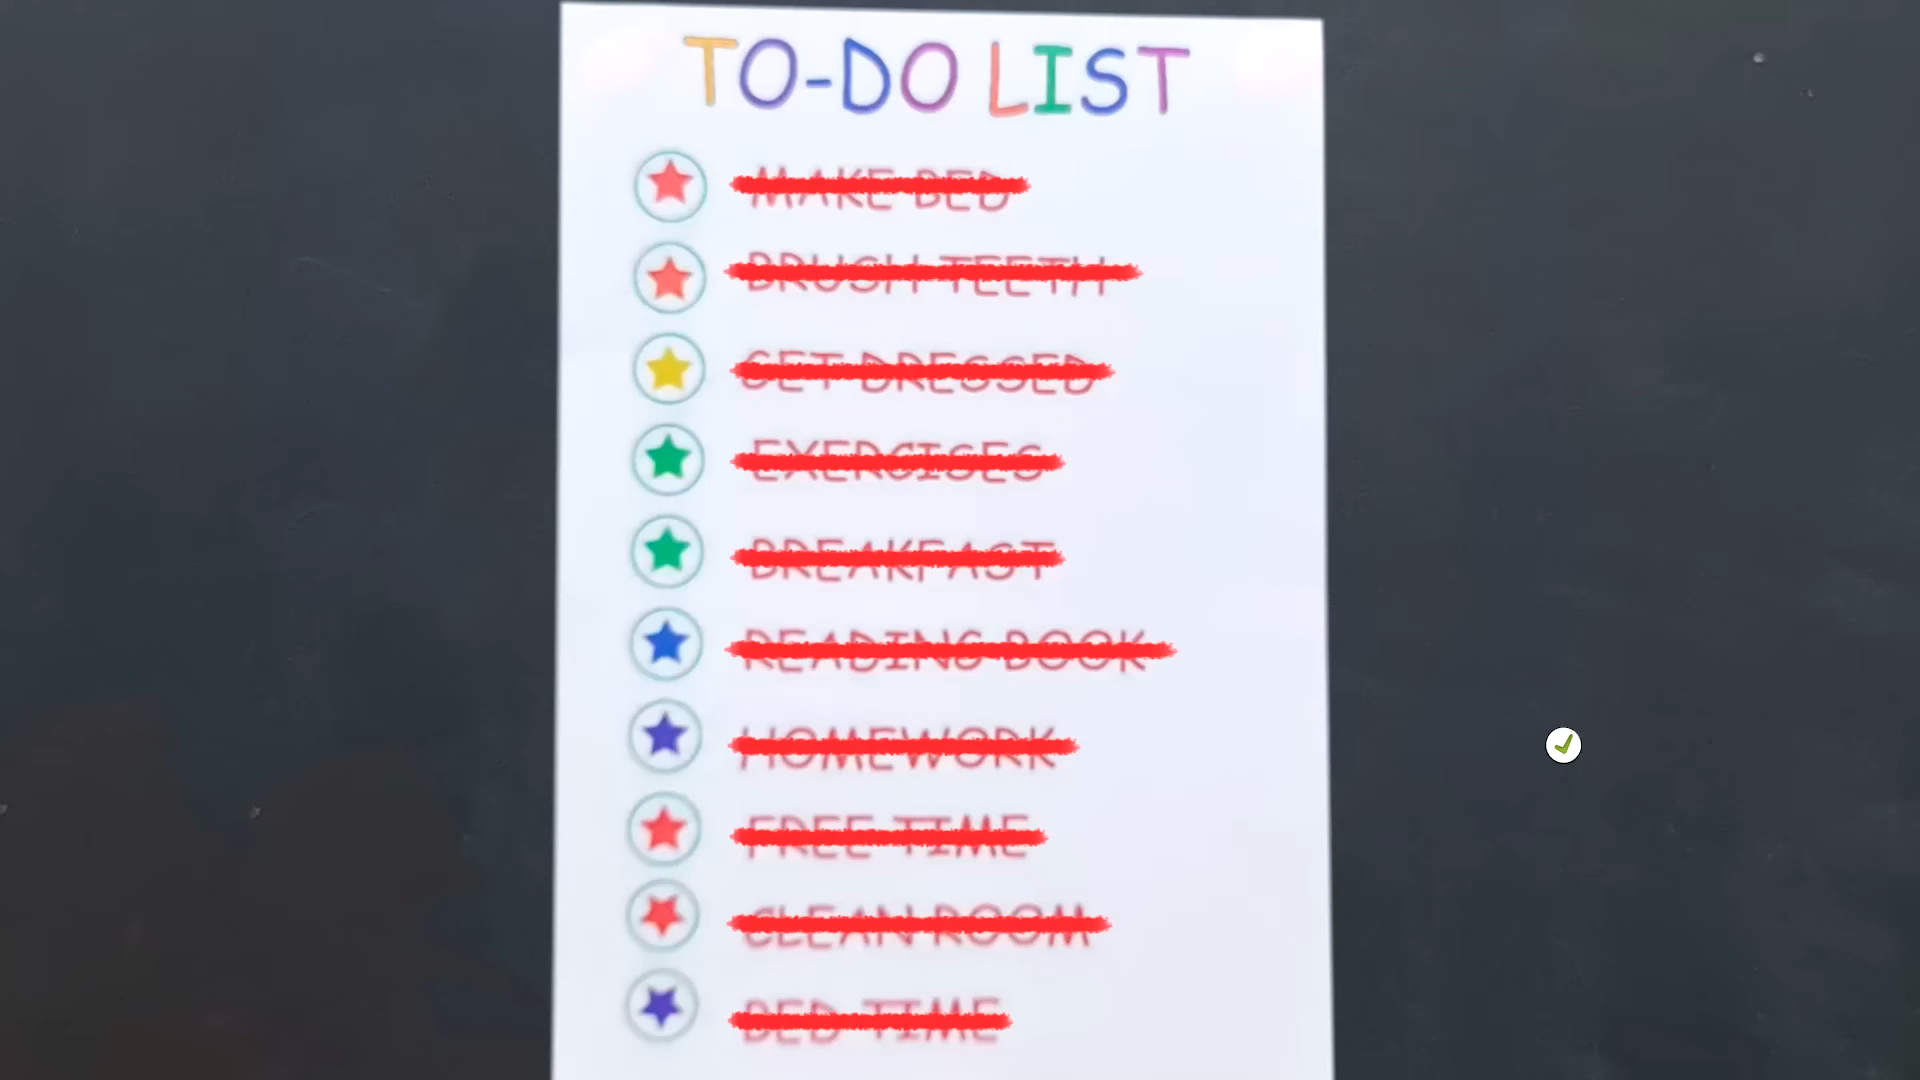 TO-DO LIST
MAKE BED
BRUSH TEETH
GET DRESSED
EXERCISES
BREAKFAST
READING BOOK
HOMEWORK
FREE TIME
CLEAN ROOM
BED TIME